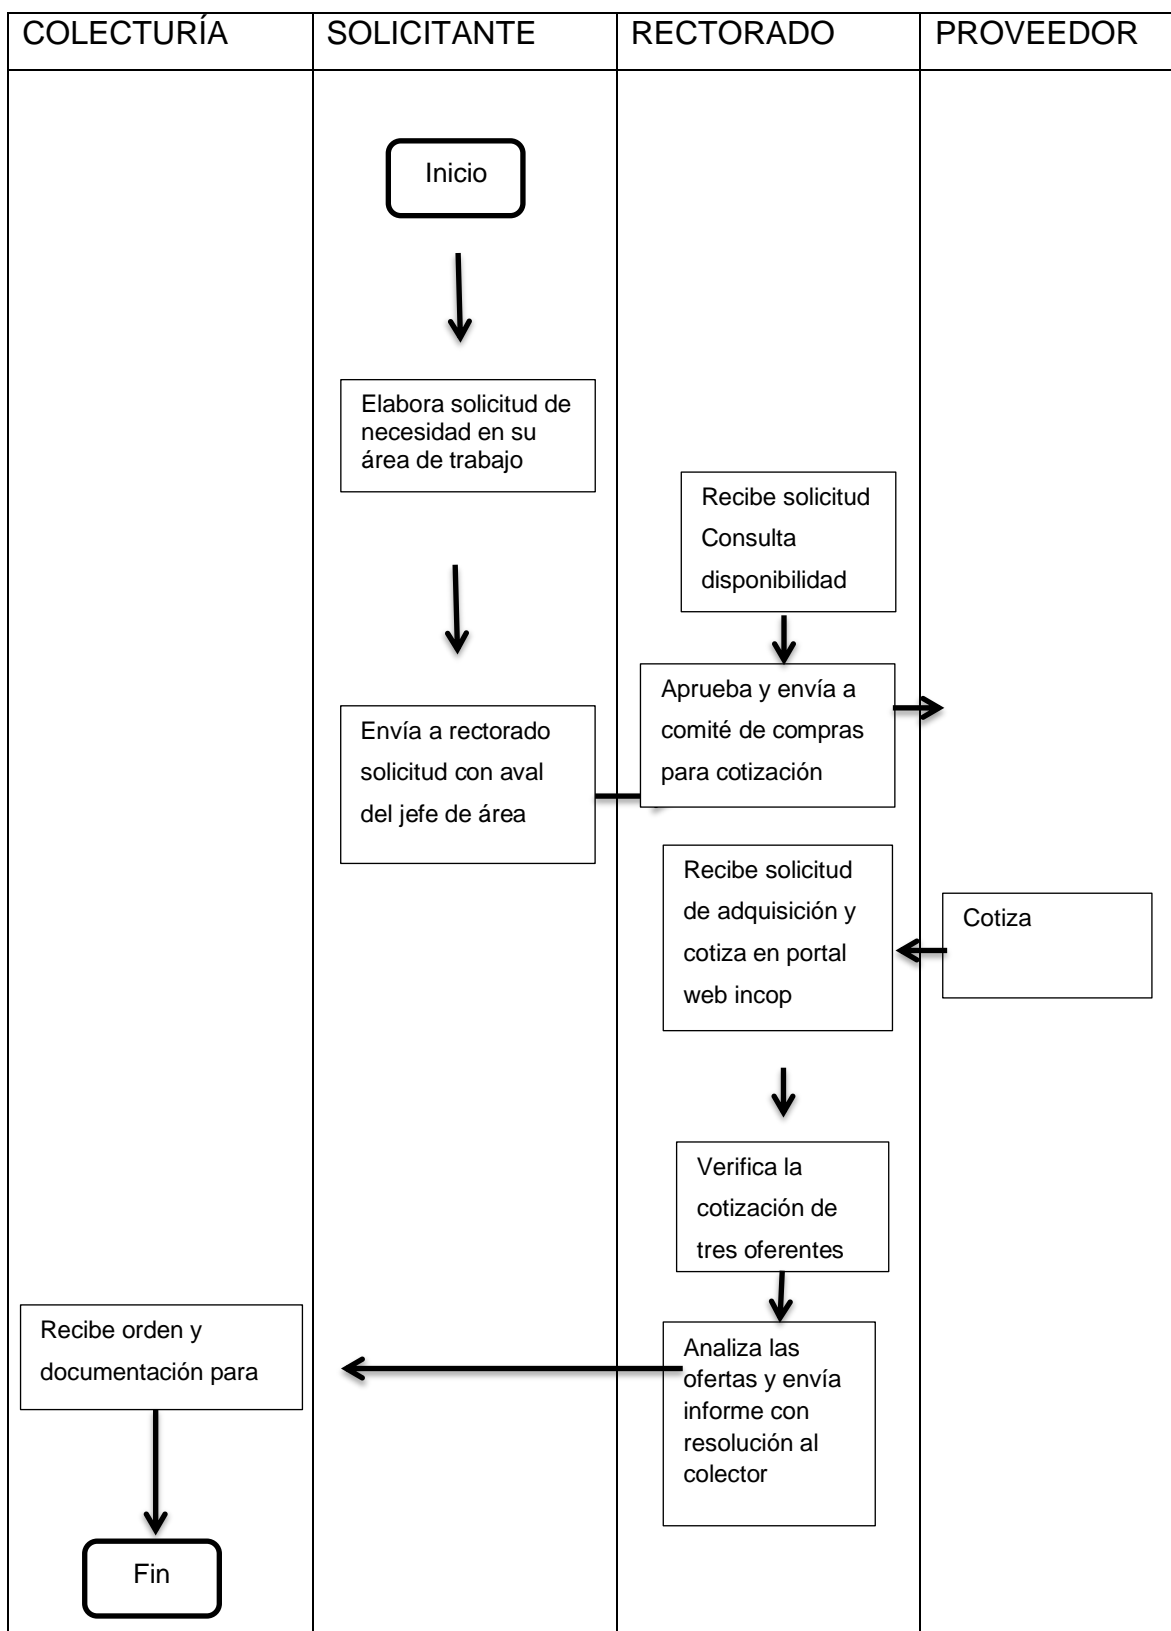 COLECTURÍA
SOLICITANTE
RECTORADO
PROVEEDOR
Inicio
Elabora solicitud de
necesidad en su
área de trabajo
Recibe solicitud
Consulta
disponibilidad
Aprueba y envía a
comité de compras
para cotización
Envía a rectorado
solicitud con aval
del jefe de área
Recibe solicitud
de adquisición y
cotiza en portal
web incop
Cotiza
Verifica la
cotización de
tres oferentes
Recibe orden y
documentación para
Analiza las
ofertas y envía
informe con
resolución al
colector
Fin